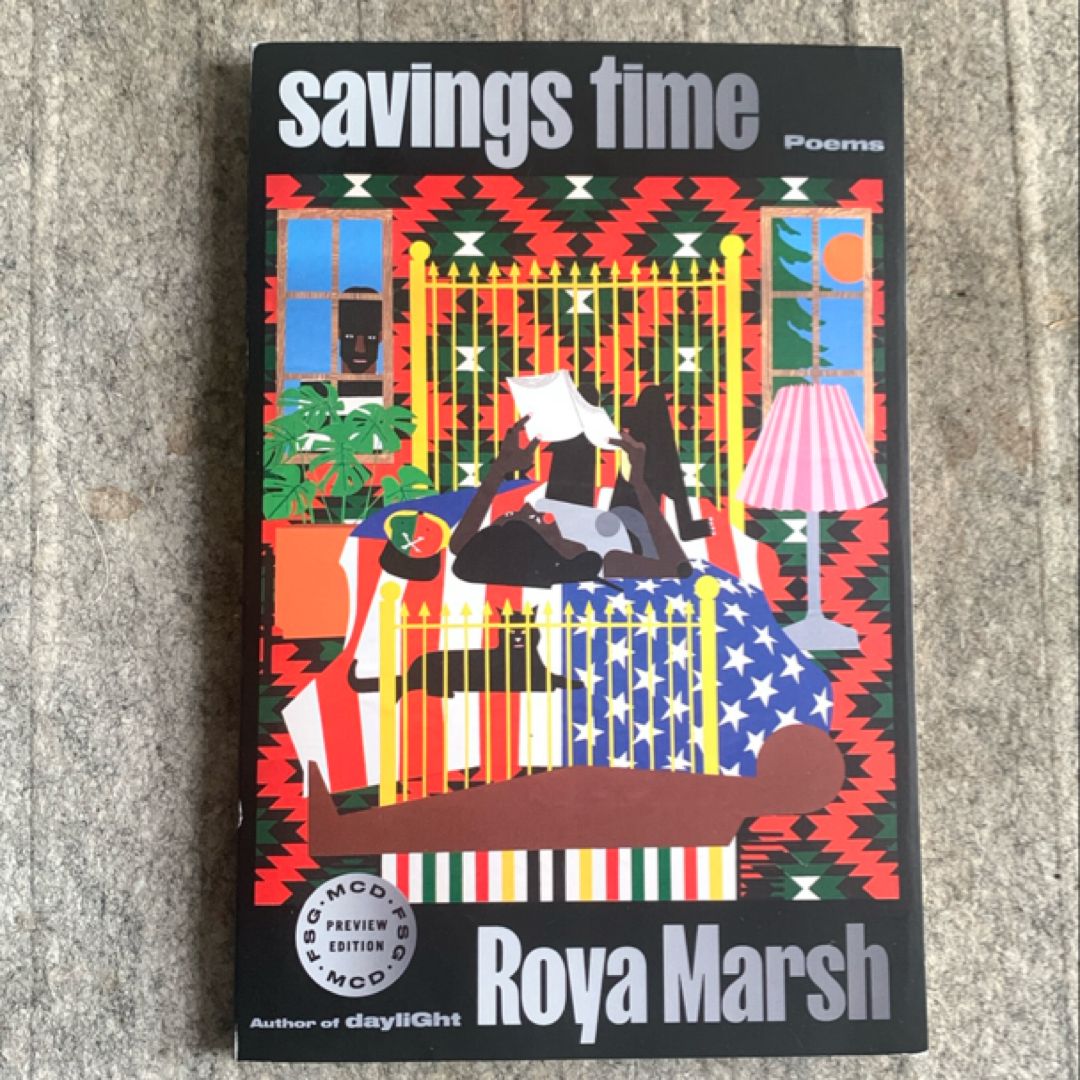 savings time
Poems
FSG · MCD · FSG · MCD ·
PREVIEW
EDITION
Author of dayliGht
Roya Marsh